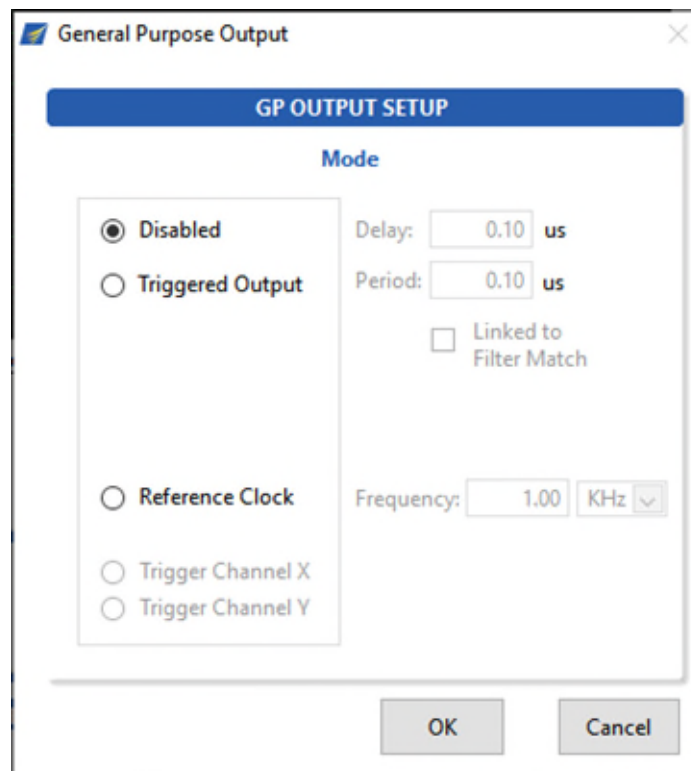 General Purpose Output
GP OUTPUT SETUP
Mode
Disabled
Delay: 0.10 us
Triggered Output
Period: 0.10 us
Linked to
Filter Match
Reference Clock
Frequency: 1.00 KHz
Trigger Channel X
Trigger Channel Y
OK
Cancel